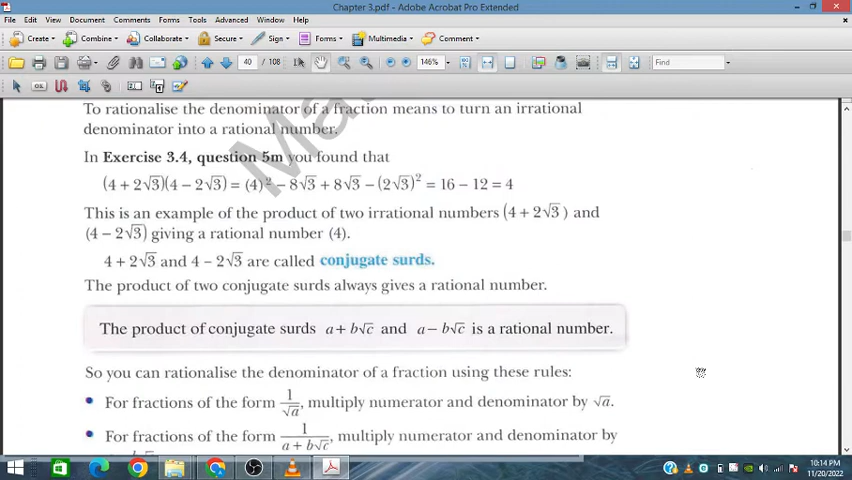 Chapter 3.pdf - Adobe Acrobat Pro Extended
File Edit View Document Comments Forms Tools Advanced Window Help
Create Combine Collaborate Secure Sign Forms Multimedia Comment
40 / 108 146% Find
To rationalise the denominator of a fraction means to turn an irrational
denominator into a rational number.
In Exercise 3.4, question 5m you found that
(4 + 2√3)(4 − 2√3) = (4)² − 8√3 + 8√3 − (2√3)² = 16 − 12 = 4
This is an example of the product of two irrational numbers (4 + 2√3 ) and
(4 − 2√3) giving a rational number (4).
4 + 2√3 and 4 − 2√3 are called conjugate surds.
The product of two conjugate surds always gives a rational number.
The product of conjugate surds a + b√c and a − b√c is a rational number.
So you can rationalise the denominator of a fraction using these rules:
• For fractions of the form 1/√a, multiply numerator and denominator by √a.
• For fractions of the form 1/(a + b√c), multiply numerator and denominator by
10:14 PM
11/20/2022